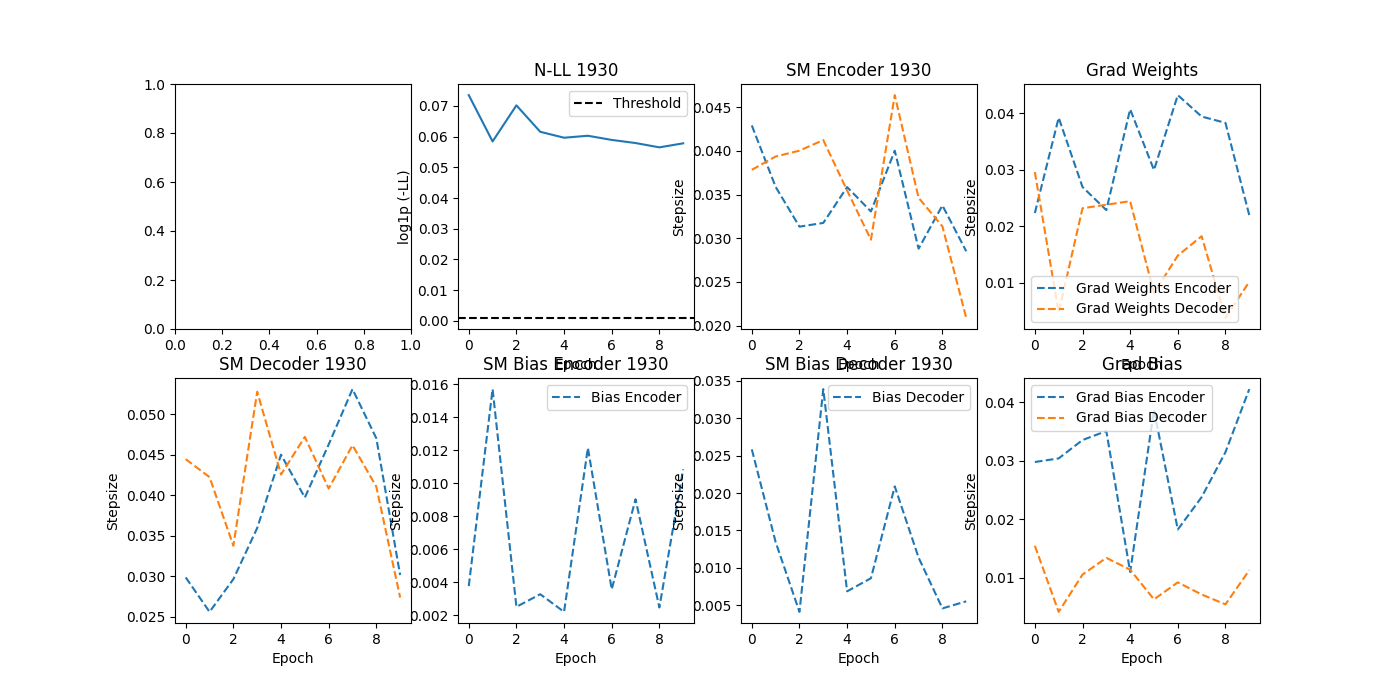 N-LL 1930
SM Encoder 1930
Grad Weights
1.0
0.8
0.6
0.4
0.2
0.0
0.0 0.2 0.4 0.6 0.8 1.0
log1p (-LL)
0.07
0.06
0.05
0.04
0.03
0.02
0.01
0.00
Threshold
0 2 4 6 8
Epoch
Stepsize
0.045
0.040
0.035
0.030
0.025
0.020
0 2 4 6 8
Epoch
Stepsize
0.04
0.03
0.02
0.01
Grad Weights Encoder
Grad Weights Decoder
0 2 4 6 8
Epoch
SM Decoder 1930
SM Bias Encoder 1930
SM Bias Decoder 1930
Grad Bias
Stepsize
0.050
0.045
0.040
0.035
0.030
0.025
0 2 4 6 8
Epoch
Stepsize
0.016
0.014
0.012
0.010
0.008
0.006
0.004
0.002
Bias Encoder
0 2 4 6 8
Epoch
Stepsize
0.035
0.030
0.025
0.020
0.015
0.010
0.005
Bias Decoder
0 2 4 6 8
Epoch
Stepsize
0.04
0.03
0.02
0.01
Grad Bias Encoder
Grad Bias Decoder
0 2 4 6 8
Epoch